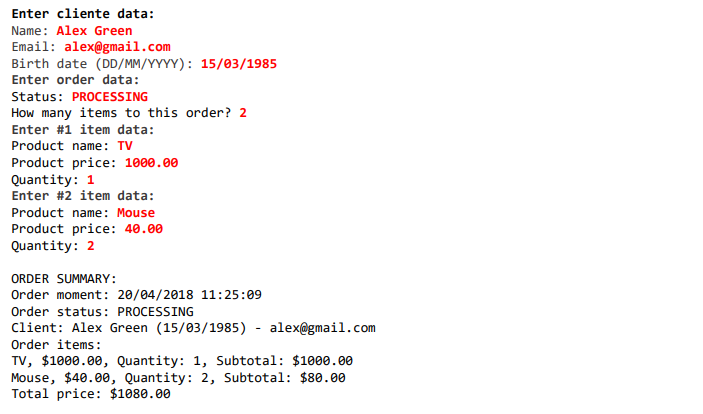 Enter cliente data:
Name: Alex Green
Email: alex@gmail.com
Birth date (DD/MM/YYYY): 15/03/1985
Enter order data:
Status: PROCESSING
How many items to this order? 2
Enter #1 item data:
Product name: TV
Product price: 1000.00
Quantity: 1
Enter #2 item data:
Product name: Mouse
Product price: 40.00
Quantity: 2

ORDER SUMMARY:
Order moment: 20/04/2018 11:25:09
Order status: PROCESSING
Client: Alex Green (15/03/1985) - alex@gmail.com
Order items:
TV, $1000.00, Quantity: 1, Subtotal: $1000.00
Mouse, $40.00, Quantity: 2, Subtotal: $80.00
Total price: $1080.00